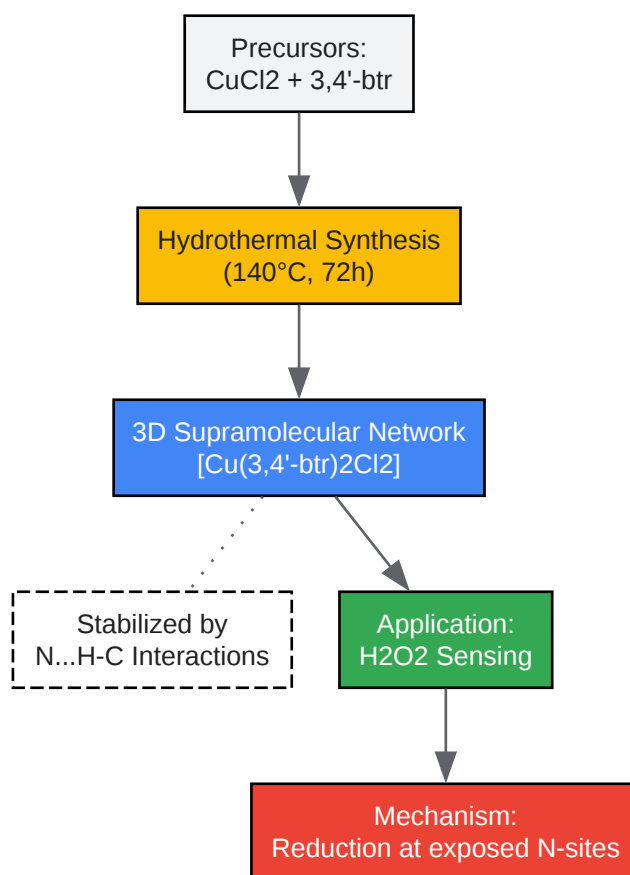 Precursors:
CuCl2 + 3,4'-btr
Hydrothermal Synthesis
(140°C, 72h)
3D Supramolecular Network
[Cu(3,4'-btr)2Cl2]
Stabilized by
N...H-C Interactions
Application:
H2O2 Sensing
Mechanism:
Reduction at exposed N-sites